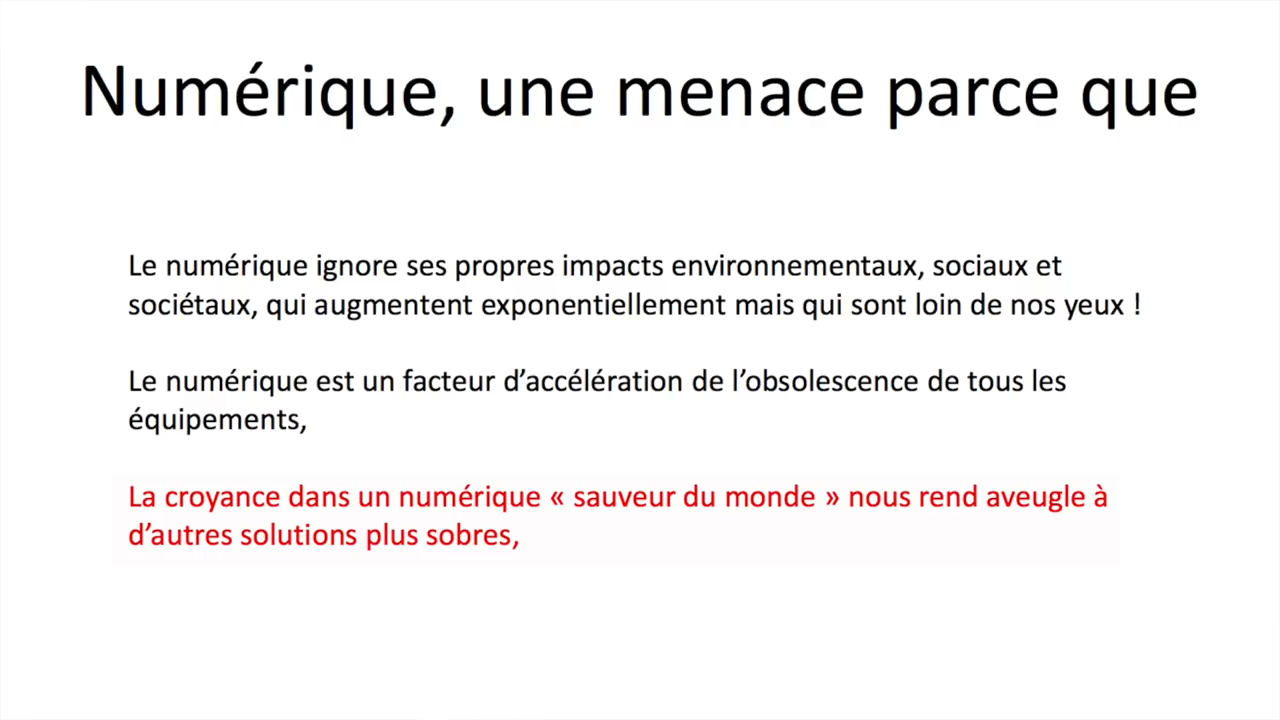 Numérique, une menace parce que
Le numérique ignore ses propres impacts environnementaux, sociaux et
sociétaux, qui augmentent exponentiellement mais qui sont loin de nos yeux !
Le numérique est un facteur d’accélération de l’obsolescence de tous les
équipements,
La croyance dans un numérique « sauveur du monde » nous rend aveugle à
d’autres solutions plus sobres,